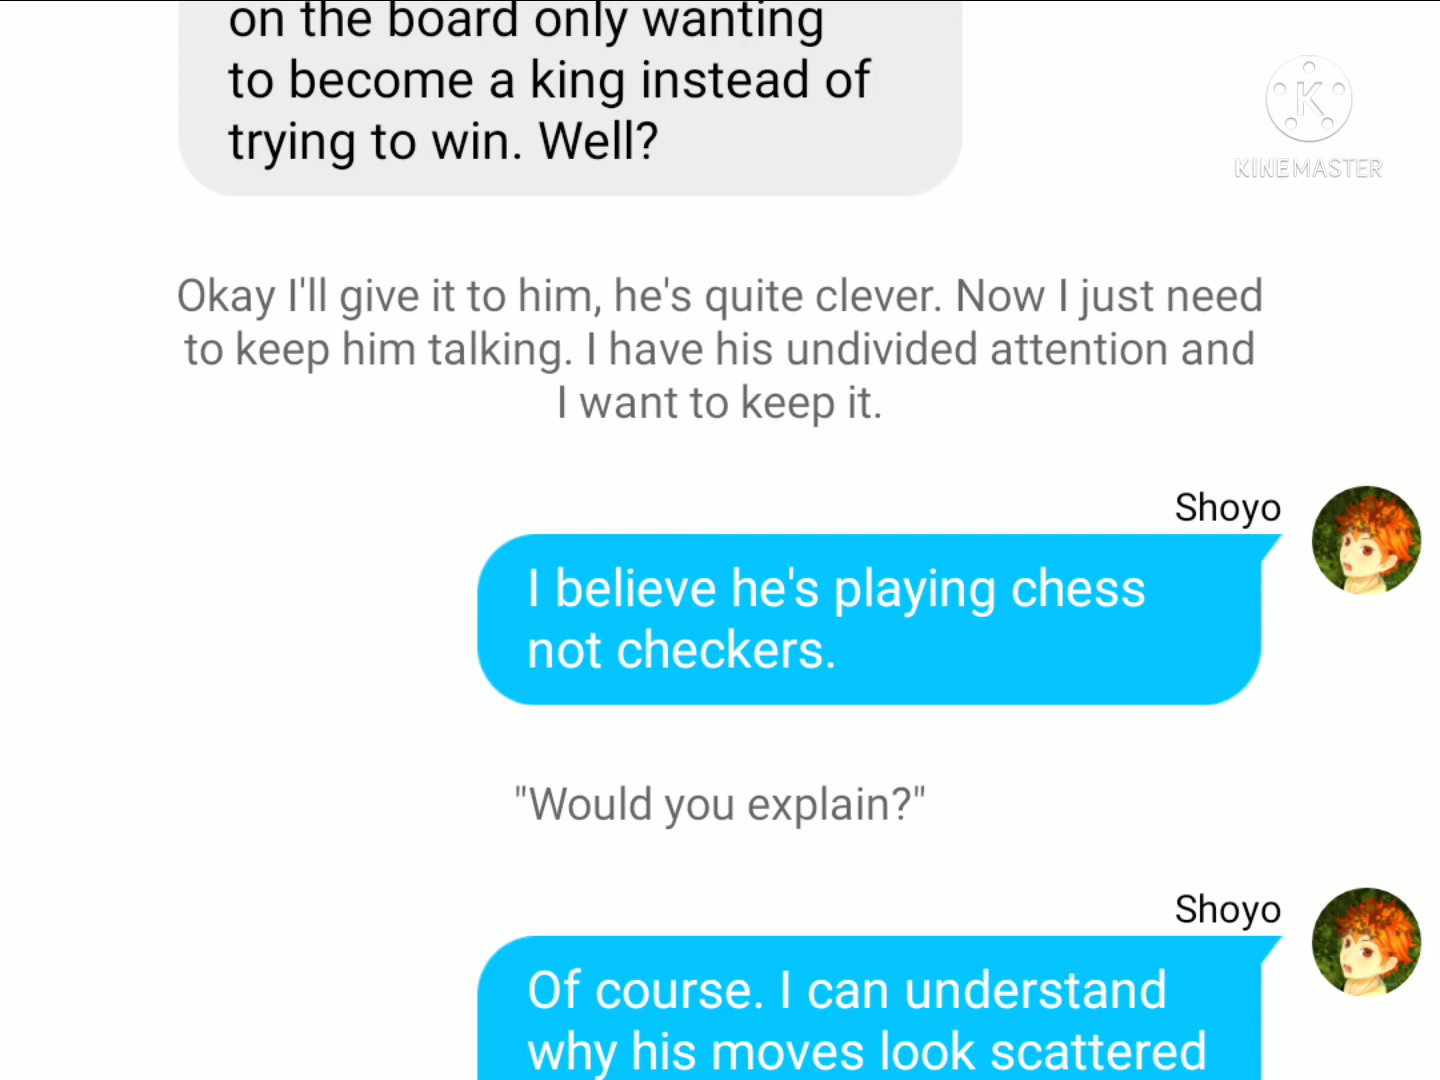 on the board only wanting
to become a king instead of
trying to win. Well?
K
KINEMASTER
Okay I'll give it to him, he's quite clever. Now I just need
to keep him talking. I have his undivided attention and
I want to keep it.
Shoyo
I believe he's playing chess
not checkers.
"Would you explain?"
Shoyo
Of course. I can understand
why his moves look scattered